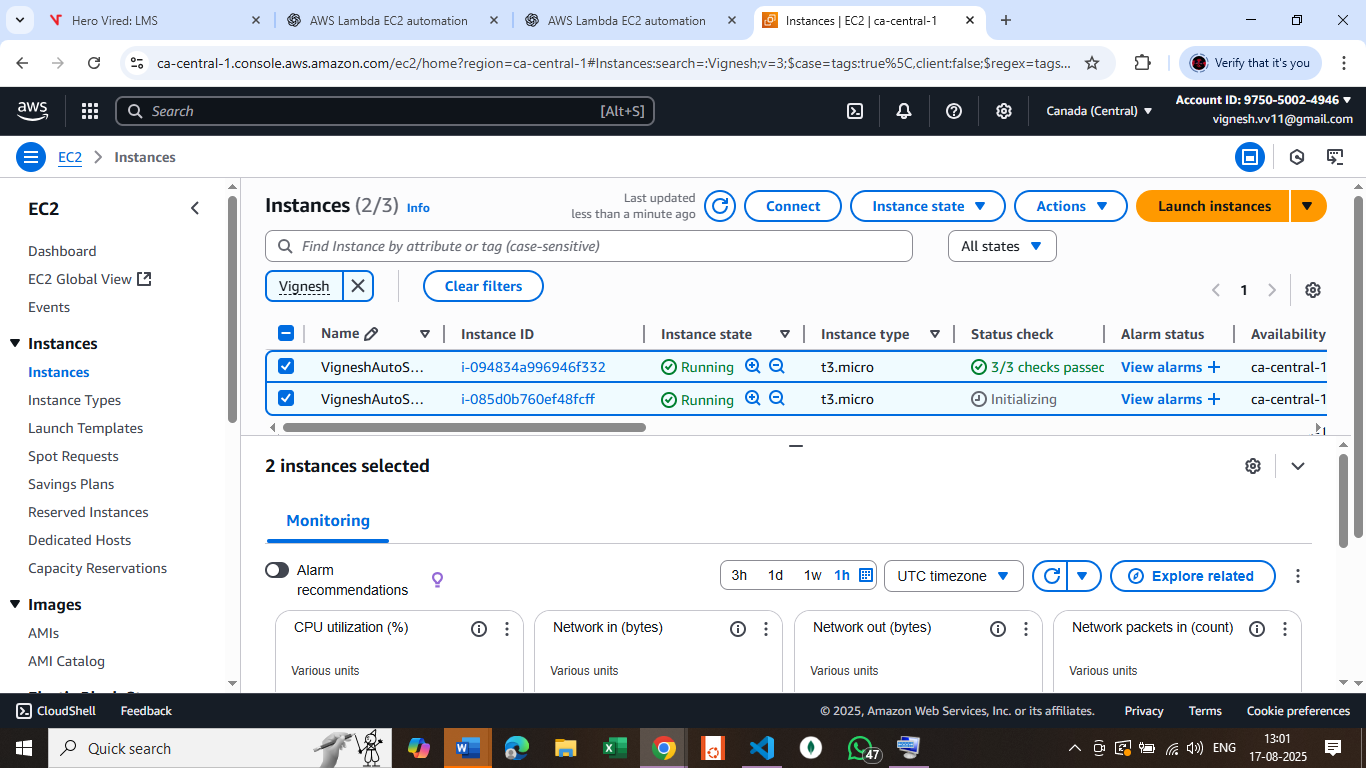 Hero Vired: LMS
AWS Lambda EC2 automation
AWS Lambda EC2 automation
Instances | EC2 | ca-central-1
ca-central-1.console.aws.amazon.com/ec2/home?region=ca-central-1#Instances:search=:Vignesh;v=3;$case=tags:true%5C,client:false;$regex=tags...
Verify that it's you
aws
Search
[Alt+S]
Canada (Central)
Account ID: 9750-5002-4946
vignesh.vv11@gmail.com
EC2
Instances
EC2
Dashboard
EC2 Global View
Events
Instances
Instances
Instance Types
Launch Templates
Spot Requests
Savings Plans
Reserved Instances
Dedicated Hosts
Capacity Reservations
Images
AMIs
AMI Catalog
Instances (2/3) Info
Last updated
less than a minute ago
Connect
Instance state
Actions
Launch instances
Find Instance by attribute or tag (case-sensitive)
All states
Vignesh
Clear filters
1
Name Instance ID Instance state Instance type Status check Alarm status Availability
VigneshAutoS... i-094834a996946f332 Running t3.micro 3/3 checks passed View alarms + ca-central-1
VigneshAutoS... i-085d0b760ef48fcff Running t3.micro Initializing View alarms + ca-central-1
2 instances selected
Monitoring
Alarm
recommendations
3h 1d 1w 1h
UTC timezone
Explore related
CPU utilization (%)
Various units
Network in (bytes)
Various units
Network out (bytes)
Various units
Network packets in (count)
Various units
CloudShell Feedback
© 2025, Amazon Web Services, Inc. or its affiliates. Privacy Terms Cookie preferences
Quick search
47
ENG
13:01
17-08-2025